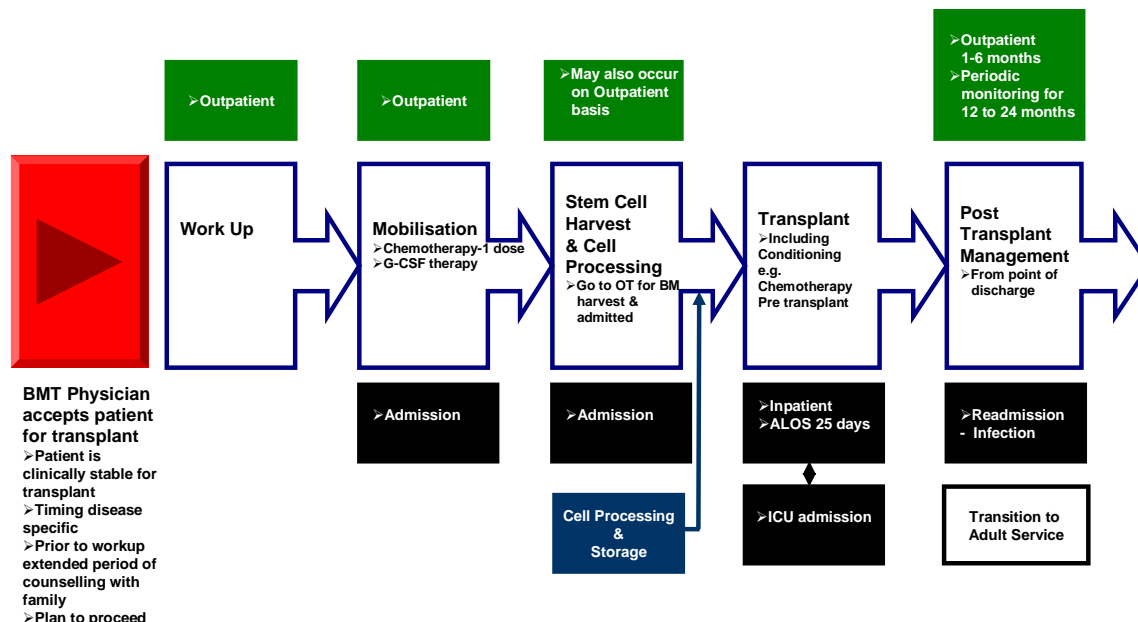 ➢Outpatient
➢Outpatient
➢May also occur
on Outpatient
basis
➢Outpatient
1-6 months
➢Periodic
monitoring for
12 to 24 months
Work Up
Mobilisation
➢Chemotherapy-1 dose
➢G-CSF therapy
Stem Cell
Harvest
& Cell
Processing
➢Go to OT for BM
harvest &
admitted
Transplant
➢Including
Conditioning
e.g.
Chemotherapy
Pre transplant
Post
Transplant
Management
➢From point of
discharge
BMT Physician
accepts patient
for transplant
➢Patient is
clinically stable for
transplant
➢Timing disease
specific
➢Prior to workup
extended period of
counselling with
family
➢Plan to proceed
➢Admission
➢Admission
➢Inpatient
➢ALOS 25 days
➢Readmission
- Infection
Cell Processing
&
Storage
➢ICU admission
Transition to
Adult Service